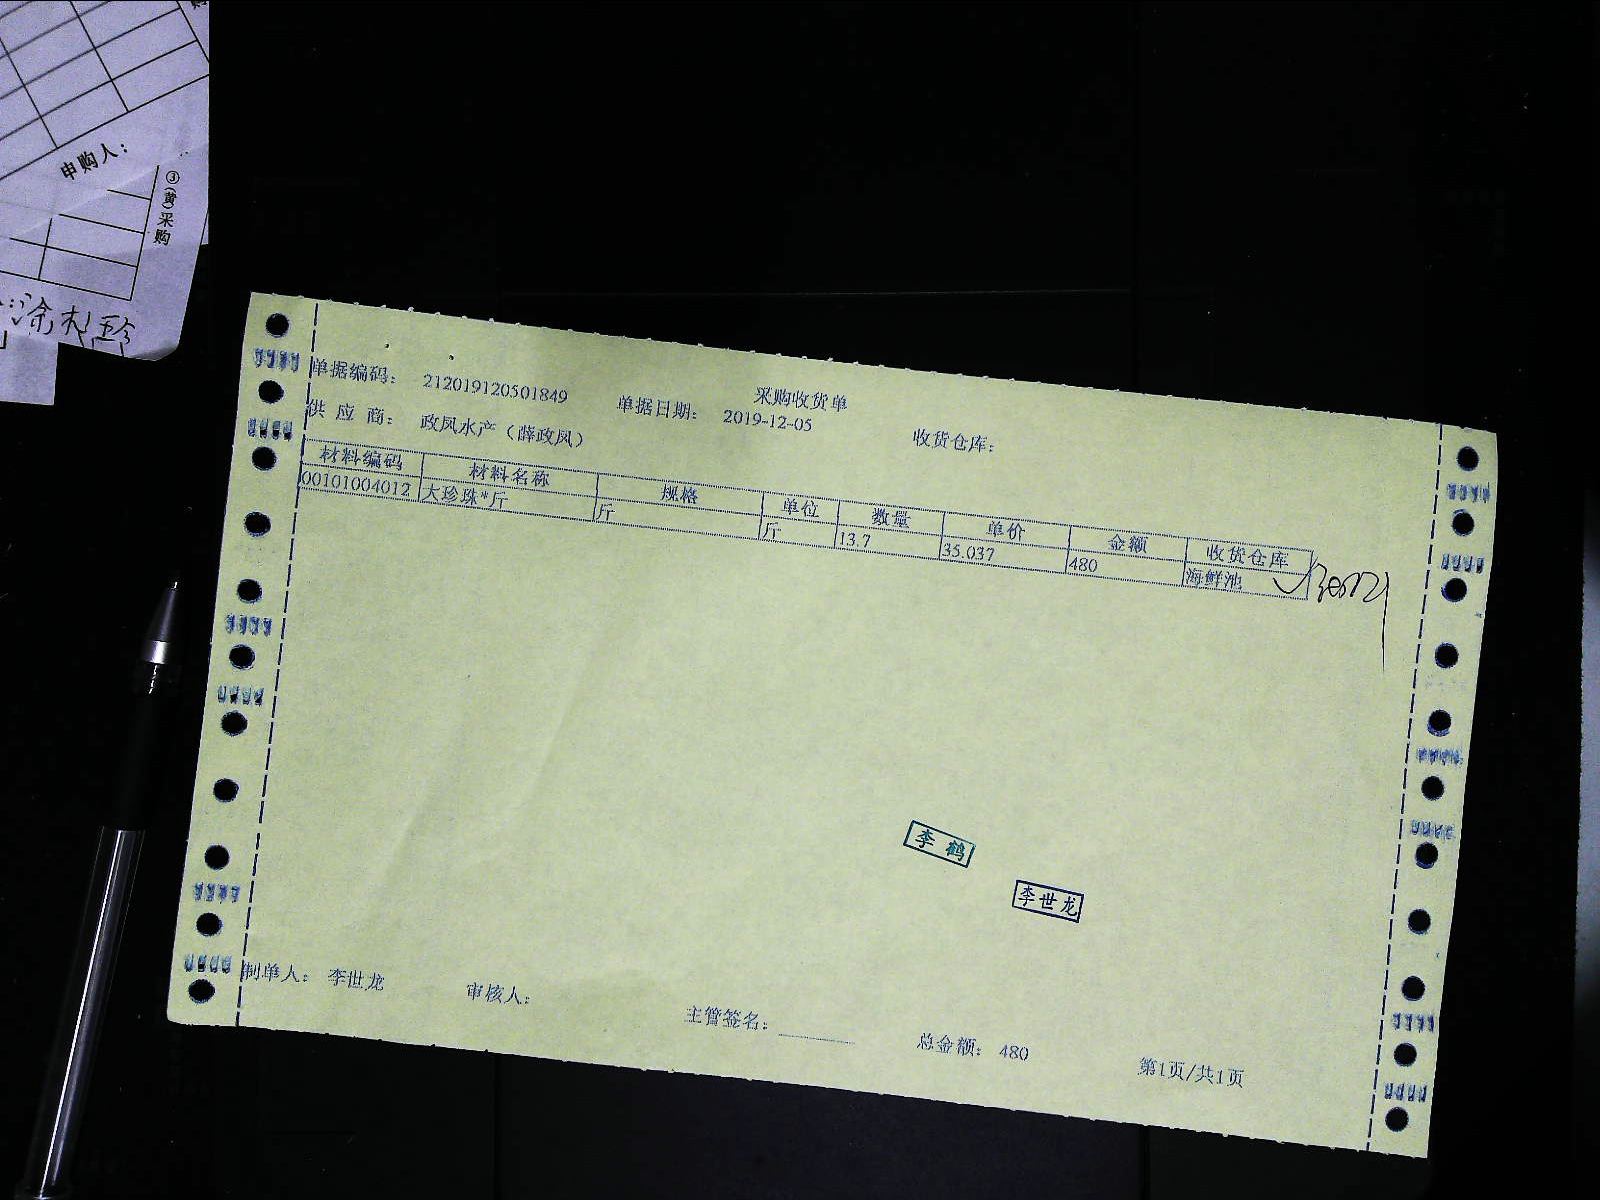 申购人：
③(黄)采购
采购收货单
单据编码： 212019120501849 单据日期： 2019-12-05 收货仓库：
供 应 商： 政凤水产（薛政凤）
材料编码 材料名称 规格 单位 数量 单价 金额 收货仓库
00101004012 大珍珠*斤 斤 斤 13.7 35.037 480 海鲜池
李 鹤
李世龙
制单人： 李世龙 审核人： 主管签名： 总金额： 480 第1页/共1页